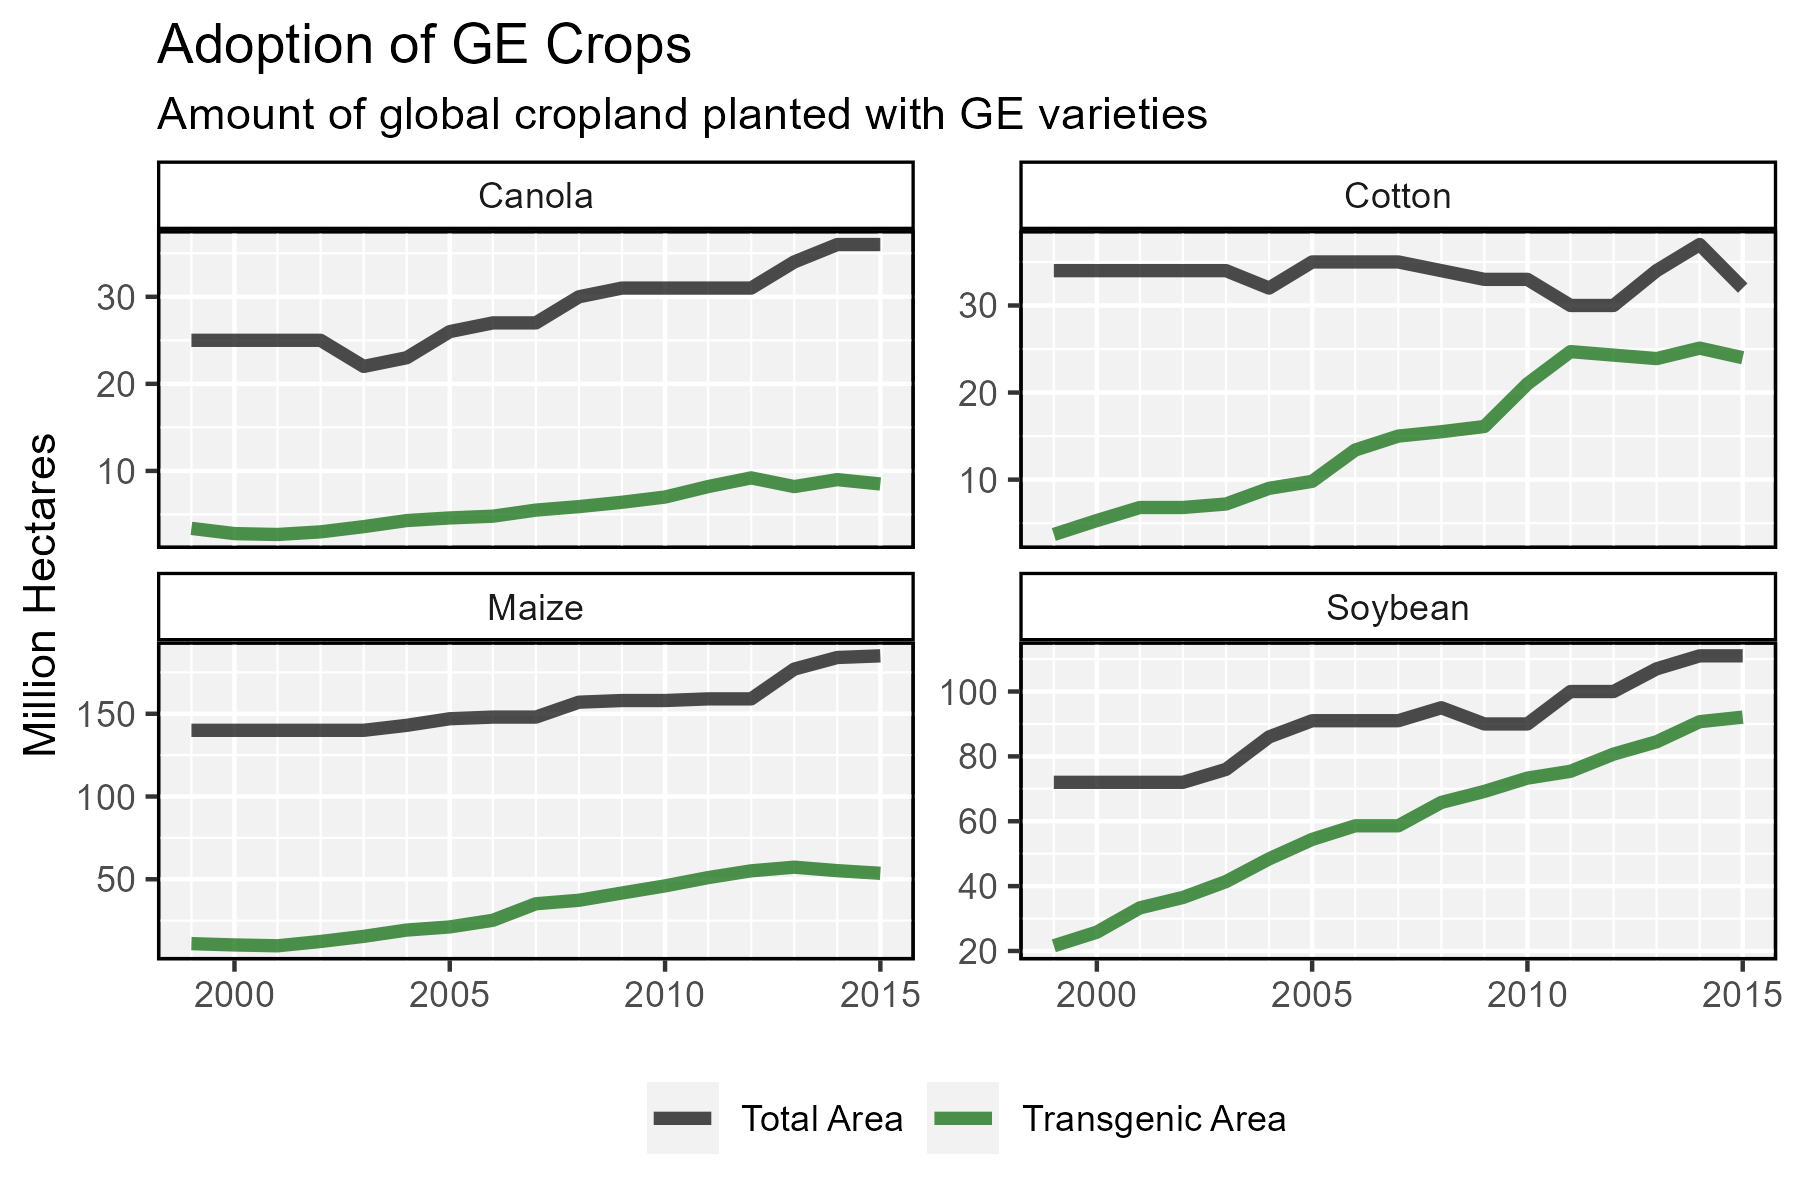 Adoption of GE Crops
Amount of global cropland planted with GE varieties
Million Hectares
Canola
30
20
10
Cotton
30
20
10
Maize
150
100
50
2000 2005 2010 2015
Soybean
100
80
60
40
20
2000 2005 2010 2015
Total Area Transgenic Area